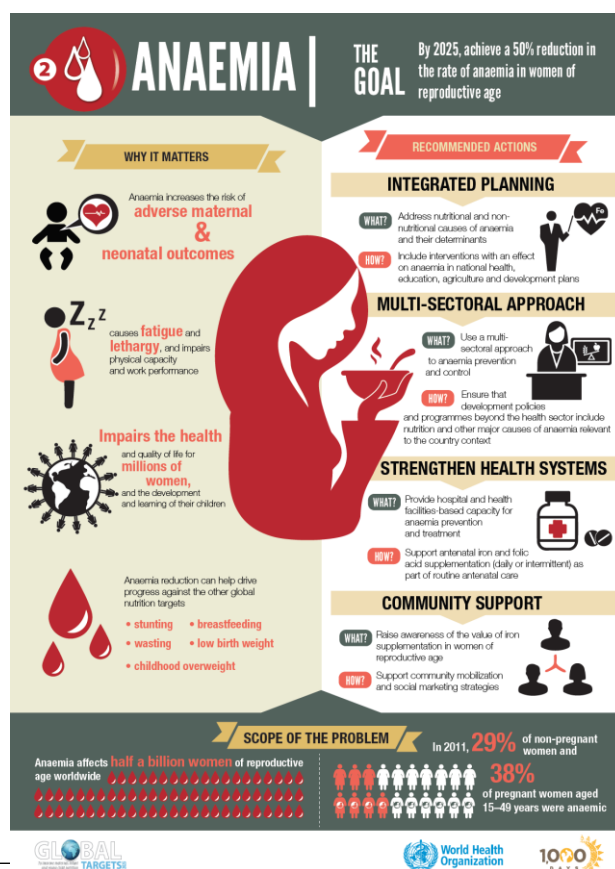 2
ANAEMIA
THE
GOAL
By 2025, achieve a 50% reduction in
the rate of anaemia in women of
reproductive age
WHY IT MATTERS
Anaemia increases the risk of
adverse maternal
&
neonatal outcomes
Z z z
causes fatigue and
lethargy, and impairs
physical capacity
and work performance
Impairs the health
and quality of life for
millions of
women,
and the development
and learning of their children
Anaemia reduction can help drive
progress against the other global
nutrition targets
• stunting • breastfeeding
• wasting • low birth weight
• childhood overweight
RECOMMENDED ACTIONS
INTEGRATED PLANNING
WHAT? Address nutritional and non-
nutritional causes of anaemia
and their determinants
Fe
HOW? Include interventions with an effect
on anaemia in national health,
education, agriculture and development plans
MULTI-SECTORAL APPROACH
WHAT? Use a multi-
sectoral approach
to anaemia prevention
and control
HOW? Ensure that
development policies
and programmes beyond the health sector include
nutrition and other major causes of anaemia relevant
to the country context
STRENGTHEN HEALTH SYSTEMS
WHAT? Provide hospital and health
facilities-based capacity for
anaemia prevention
and treatment
HOW? Support antenatal iron and folic
acid supplementation (daily or intermittent) as
part of routine antenatal care
COMMUNITY SUPPORT
WHAT? Raise awareness of the value of iron
supplementation in women of
reproductive age
HOW? Support community mobilization
and social marketing strategies
SCOPE OF THE PROBLEM
Anaemia affects half a billion women of reproductive
age worldwide
In 2011, 29% of non-pregnant
women and
38%
of pregnant women aged
15–49 years were anaemic
GLOBAL
TARGETS
World Health
Organization
1,000
DAYS